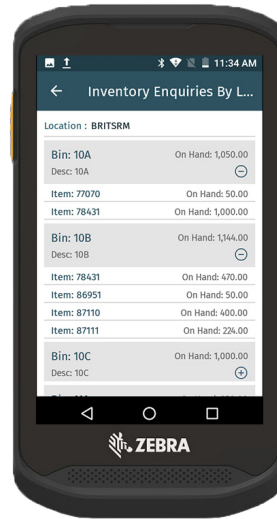 11:34 AM
Inventory Enquiries By L...
Location : BRITSRM
Bin: 10A On Hand: 1,050.00
Desc: 10A
Item: 77070 On Hand: 50.00
Item: 78431 On Hand: 1,000.00
Bin: 10B On Hand: 1,144.00
Desc: 10B
Item: 78431 On Hand: 470.00
Item: 86951 On Hand: 50.00
Item: 87110 On Hand: 400.00
Item: 87111 On Hand: 224.00
Bin: 10C On Hand: 1,000.00
Desc: 10C
ZEBRA